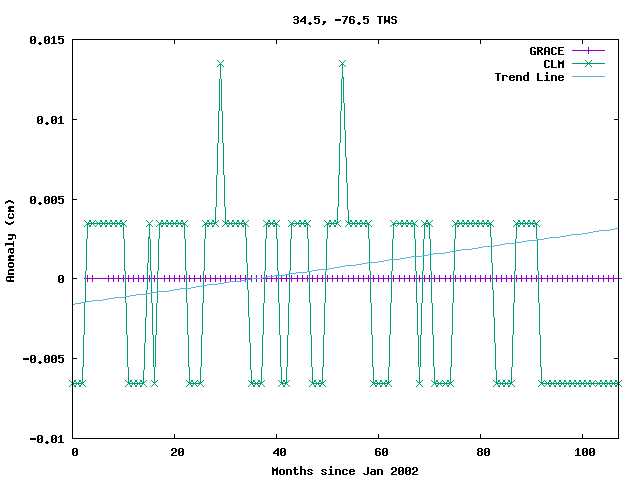 34.5, -76.5 TWS
GRACE
CLM
Trend Line
0.015
0.01
0.005
0
-0.005
-0.01
Anomaly (cm)
0 20 40 60 80 100
Months since Jan 2002